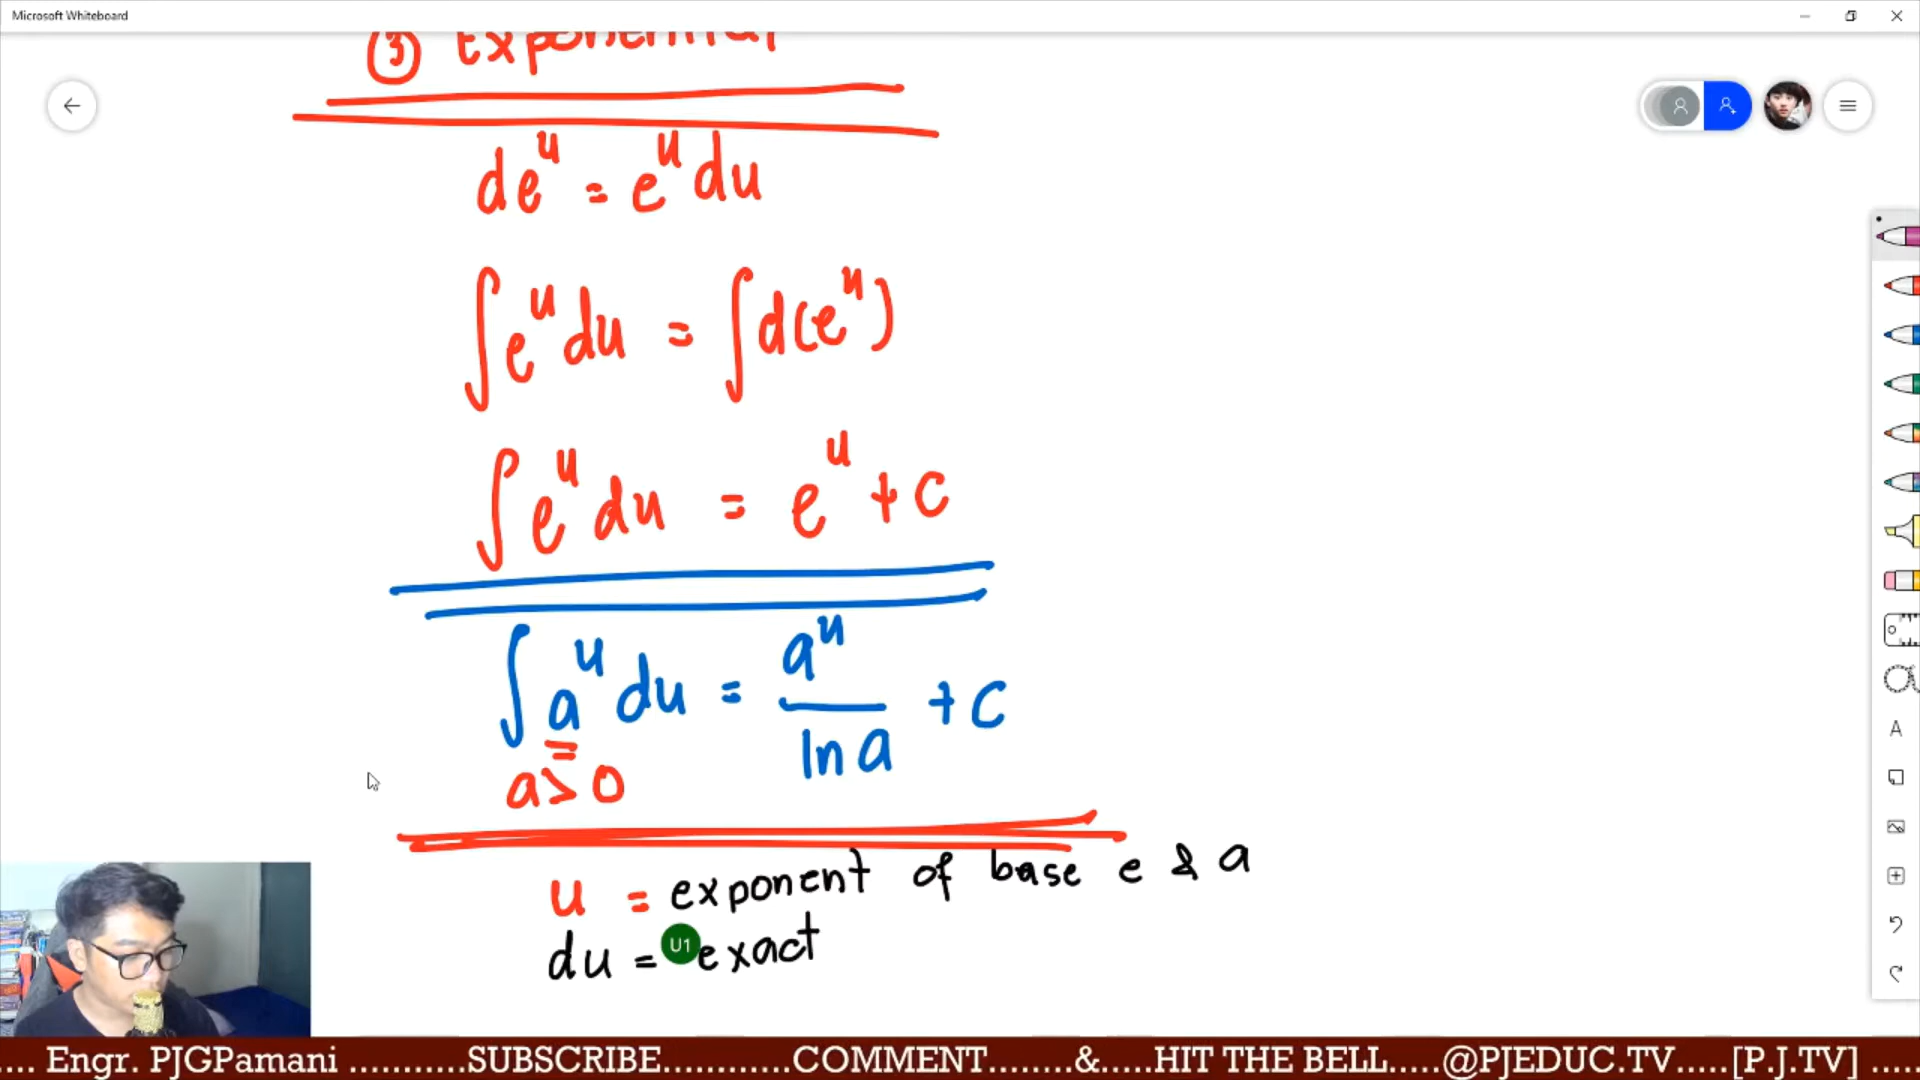 Microsoft Whiteboard
③ Exponential
de^u = e^u du
∫ e^u du = ∫ d(e^u)
∫ e^u du = e^u + c
∫ a^u du = a^u / ln a + c
a > 0
u = exponent of base e & a
du = exact
U1
A
.... Engr. PJGPamani ...........SUBSCRIBE............COMMENT.......&.....HIT THE BELL.....@PJEDUC.TV.....[P.J.TV] .....